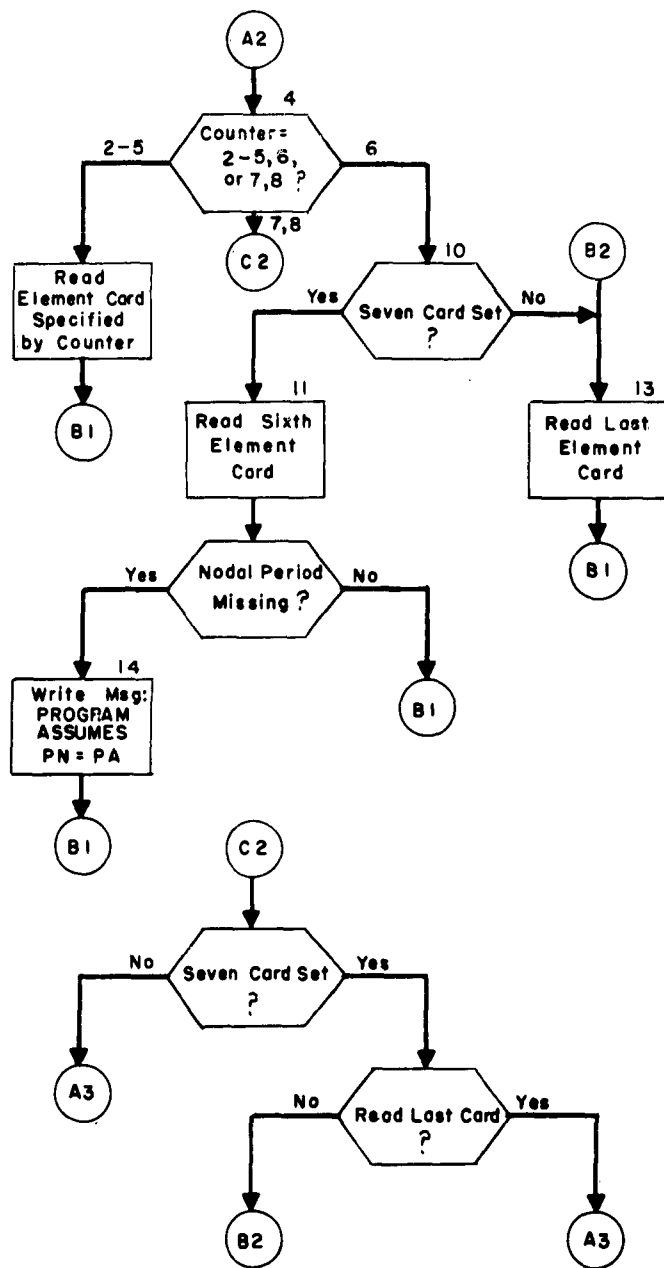 A2
4
Counter=
2-5,6,
or 7,8 ?
2-5
6
7,8
C2
10
B2
Read
Element Card
Specified
by Counter
Yes
Seven Card Set
?
No
B1
11
Read Sixth
Element
Card
13
Read Last
Element
Card
B1
Yes
Nodal Period
Missing ?
No
14
Write Msg:
PROGRAM
ASSUMES
PN = PA
B1
B1
C2
No
Seven Card Set
?
Yes
A3
No
Read Last Card
?
Yes
B2
A3